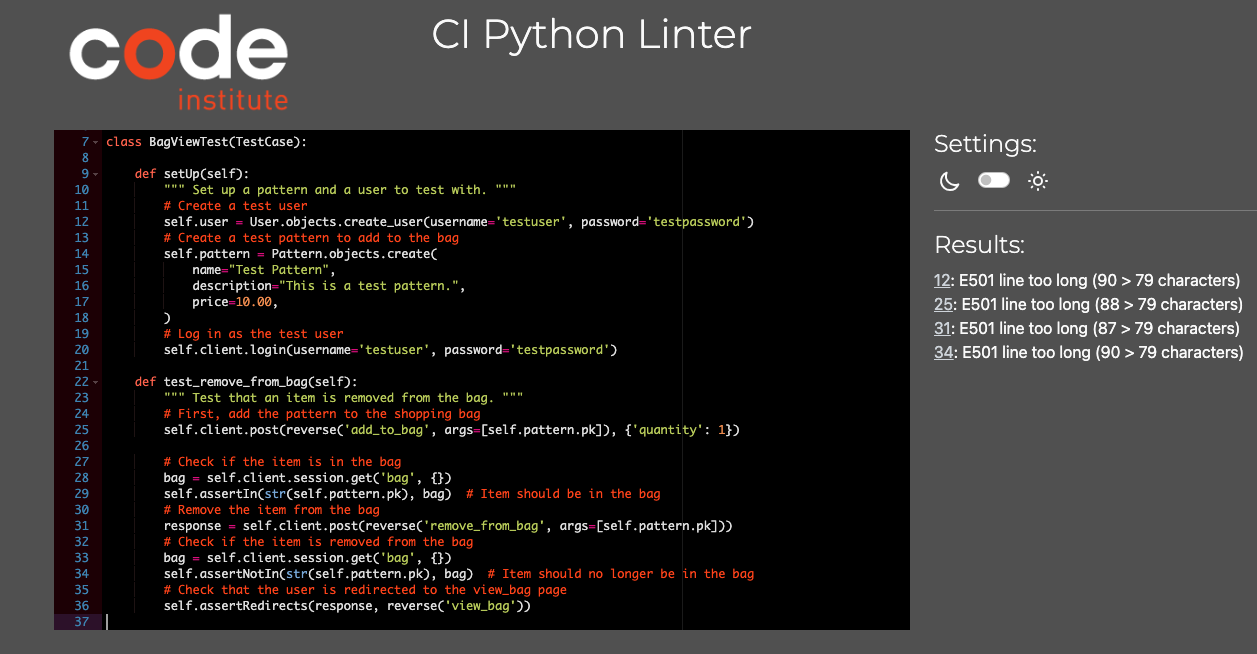 code
institute
CI Python Linter
7 class BagViewTest(TestCase):
8
9     def setUp(self):
10         """ Set up a pattern and a user to test with. """
11         # Create a test user
12         self.user = User.objects.create_user(username='testuser', password='testpassword')
13         # Create a test pattern to add to the bag
14         self.pattern = Pattern.objects.create(
15             name="Test Pattern",
16             description="This is a test pattern.",
17             price=10.00,
18         )
19         # Log in as the test user
20         self.client.login(username='testuser', password='testpassword')
21
22     def test_remove_from_bag(self):
23         """ Test that an item is removed from the bag. """
24         # First, add the pattern to the shopping bag
25         self.client.post(reverse('add_to_bag', args=[self.pattern.pk]), {'quantity': 1})
26
27         # Check if the item is in the bag
28         bag = self.client.session.get('bag', {})
29         self.assertIn(str(self.pattern.pk), bag)  # Item should be in the bag
30         # Remove the item from the bag
31         response = self.client.post(reverse('remove_from_bag', args=[self.pattern.pk]))
32         # Check if the item is removed from the bag
33         bag = self.client.session.get('bag', {})
34         self.assertNotIn(str(self.pattern.pk), bag)  # Item should no longer be in the bag
35         # Check that the user is redirected to the view_bag page
36         self.assertRedirects(response, reverse('view_bag'))
37
Settings:
Results:
12: E501 line too long (90 > 79 characters)
25: E501 line too long (88 > 79 characters)
31: E501 line too long (87 > 79 characters)
34: E501 line too long (90 > 79 characters)